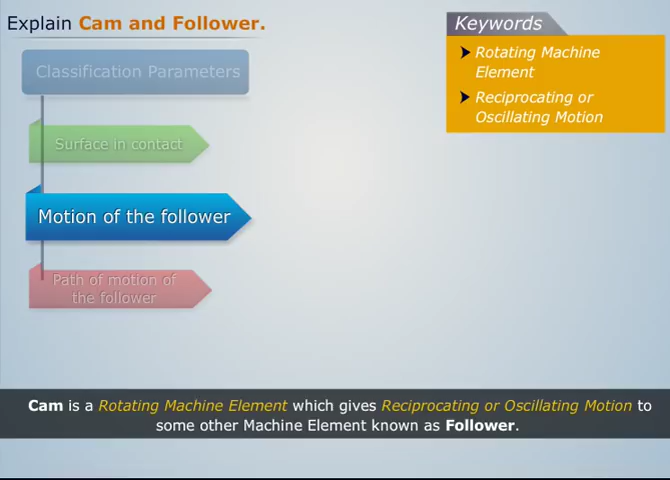 Explain Cam and Follower.
Keywords
Rotating Machine
Element
Reciprocating or
Oscillating Motion
Classification Parameters
Surface in contact
Motion of the follower
Path of motion of
the follower
Cam is a Rotating Machine Element which gives Reciprocating or Oscillating Motion to
some other Machine Element known as Follower.